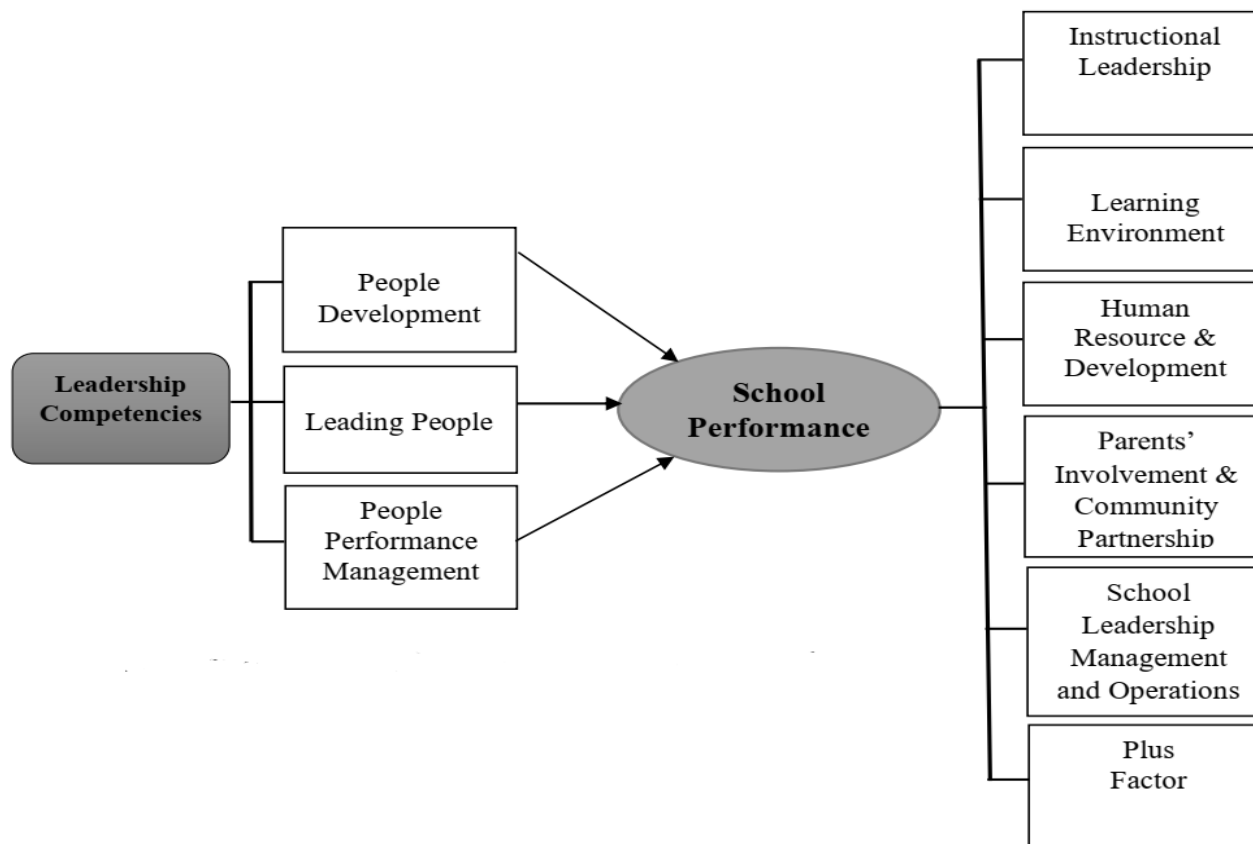 Leadership
Competencies
People
Development
Leading People
People
Performance
Management
School
Performance
Instructional
Leadership
Learning
Environment
Human
Resource &
Development
Parents’
Involvement &
Community
Partnership
School
Leadership
Management
and Operations
Plus
Factor